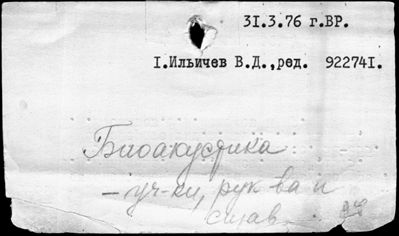 31.3.76 г.ВР.
I.Ильичев В.Д.,ред. 922741.
Биоакустика
- уч-ки, рук-ва и
справ.